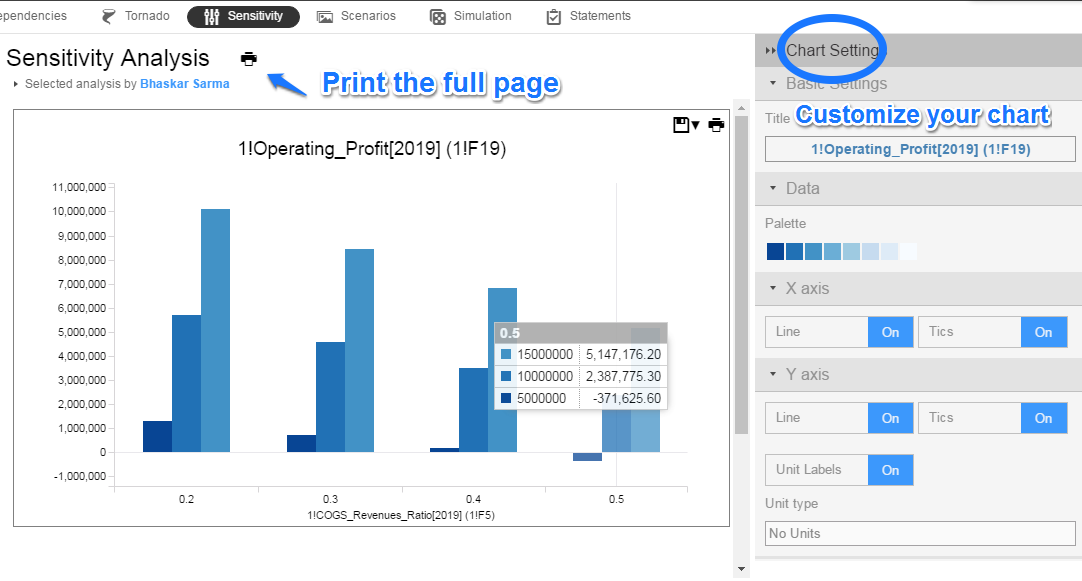 ependencies
Tornado
Sensitivity
Scenarios
Simulation
Statements
Sensitivity Analysis
Selected analysis by Bhaskar Sarma
Print the full page
1!Operating_Profit[2019] (1!F19)
11,000,000
10,000,000
9,000,000
8,000,000
7,000,000
6,000,000
5,000,000
4,000,000
3,000,000
2,000,000
1,000,000
0
-1,000,000
0.5
15000000 5,147,176.20
10000000 2,387,775.30
5000000 -371,625.60
0.2 0.3 0.4 0.5
1!COGS_Revenues_Ratio[2019] (1!F5)
Chart Setting
Basic Settings
Customize your chart
Title
1!Operating_Profit[2019] (1!F19)
Data
Palette
X axis
Line On Tics On
Y axis
Line On Tics On
Unit Labels On
Unit type
No Units